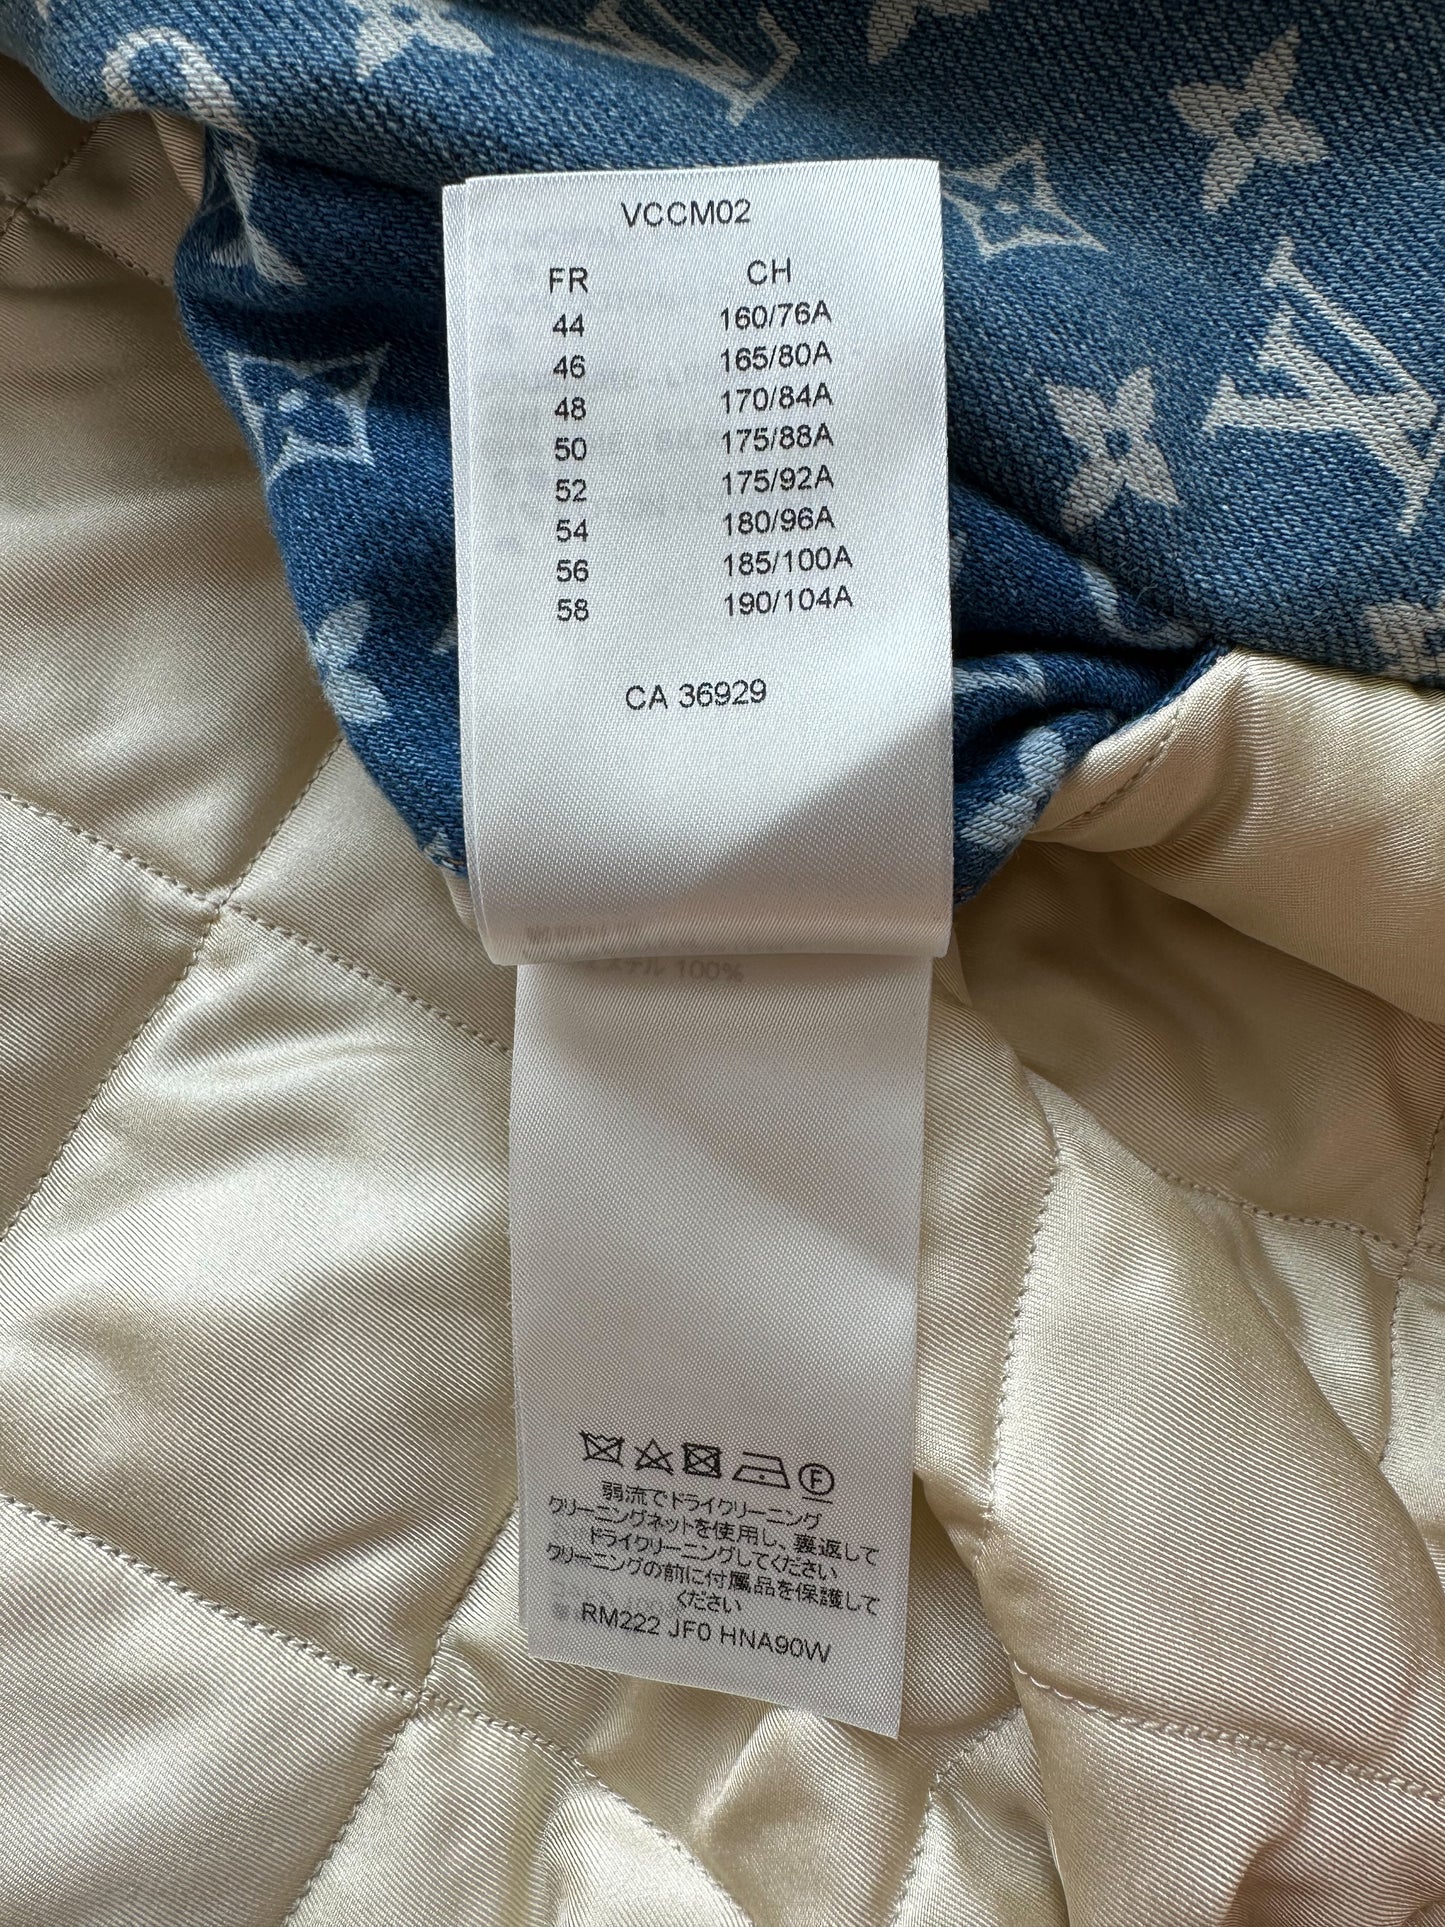 VCCM02
FR CH
44 160/76A
46 165/80A
48 170/84A
50 175/88A
52 175/92A
54 180/96A
56 185/100A
58 190/104A
CA 36929
ステル 100%
F
弱流でドライクリーニング
クリーニングネットを使用し、裏返して
ドライクリーニングしてください
クリーニングの前に付属品を保護して
ください
RM222 JF0 HNA90W